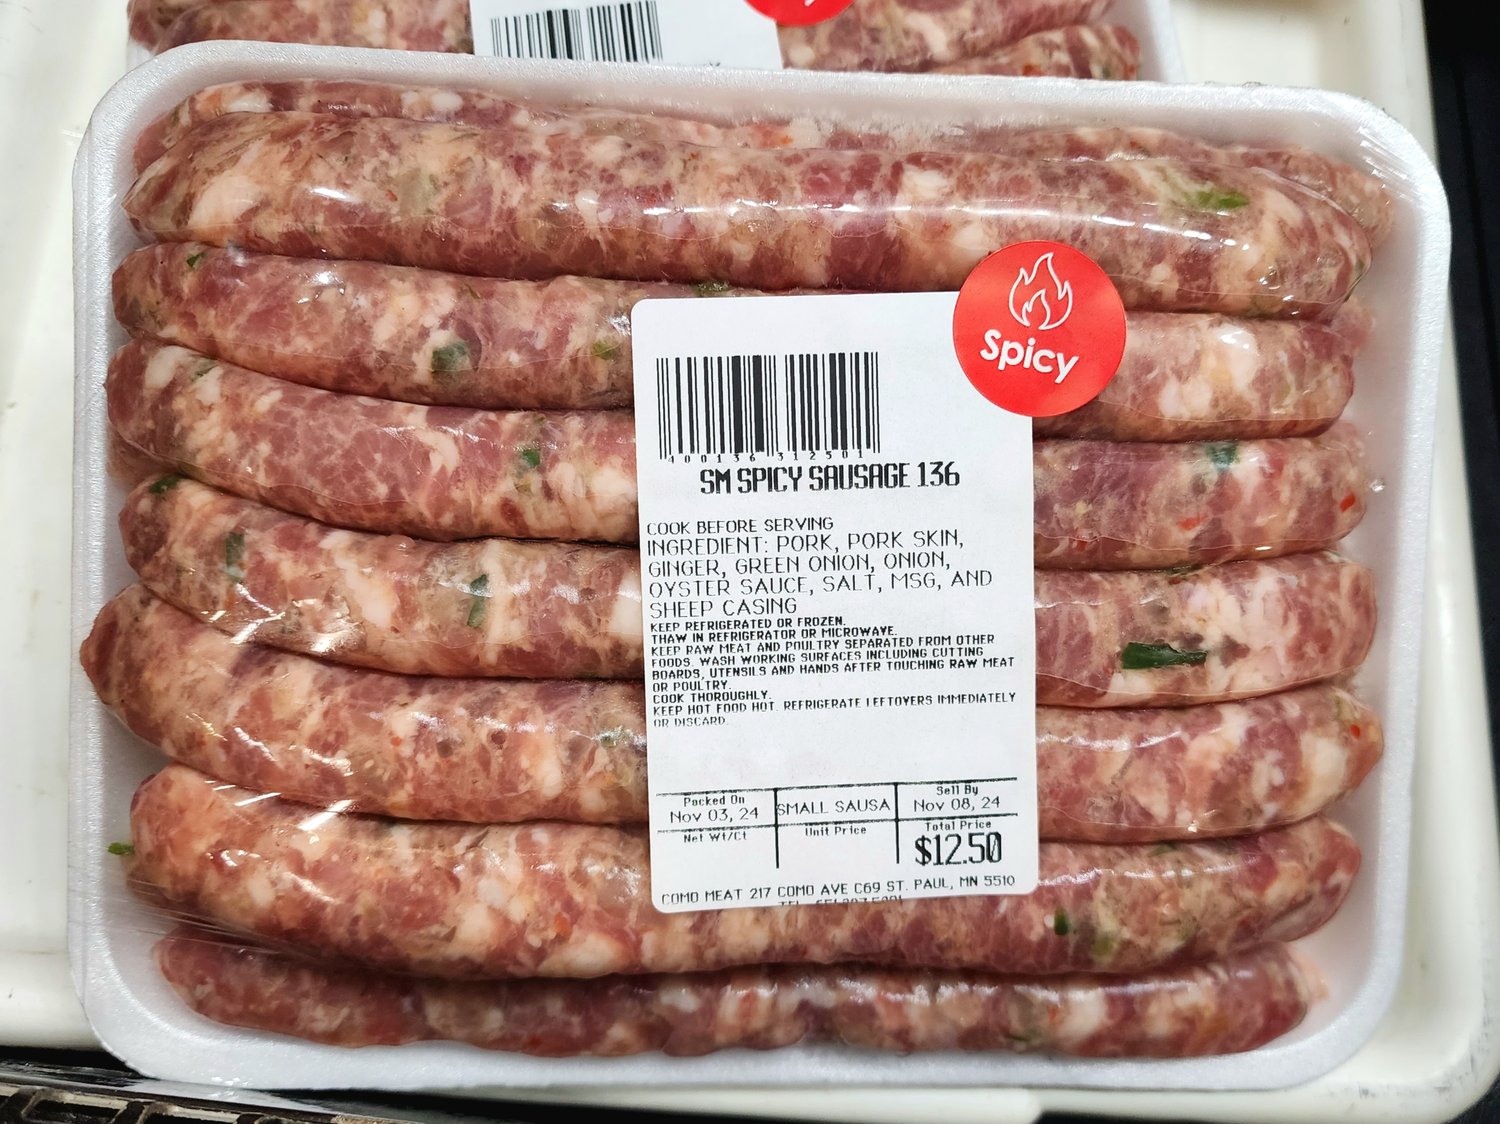 Spicy
4 00136 31250 1
SM SPICY SAUSAGE 136
COOK BEFORE SERVING
INGREDIENT: PORK, PORK SKIN,
GINGER, GREEN ONION, ONION,
OYSTER SAUCE, SALT, MSG, AND
SHEEP CASING
KEEP REFRIGERATED OR FROZEN.
THAW IN REFRIGERATOR OR MICROWAVE.
KEEP RAW MEAT AND POULTRY SEPARATED FROM OTHER
FOODS. WASH WORKING SURFACES INCLUDING CUTTING
BOARDS, UTENSILS AND HANDS AFTER TOUCHING RAW MEAT
OR POULTRY.
COOK THOROUGHLY.
KEEP HOT FOOD HOT. REFRIGERATE LEFTOVERS IMMEDIATELY
OR DISCARD.
Packed On
Nov 03, 24
SMALL SAUSA
Sell By
Nov 08, 24
Net Wt/Ct
Unit Price
Total Price
$12.50
COMO MEAT 217 COMO AVE C69 ST. PAUL, MN 5510
TEL